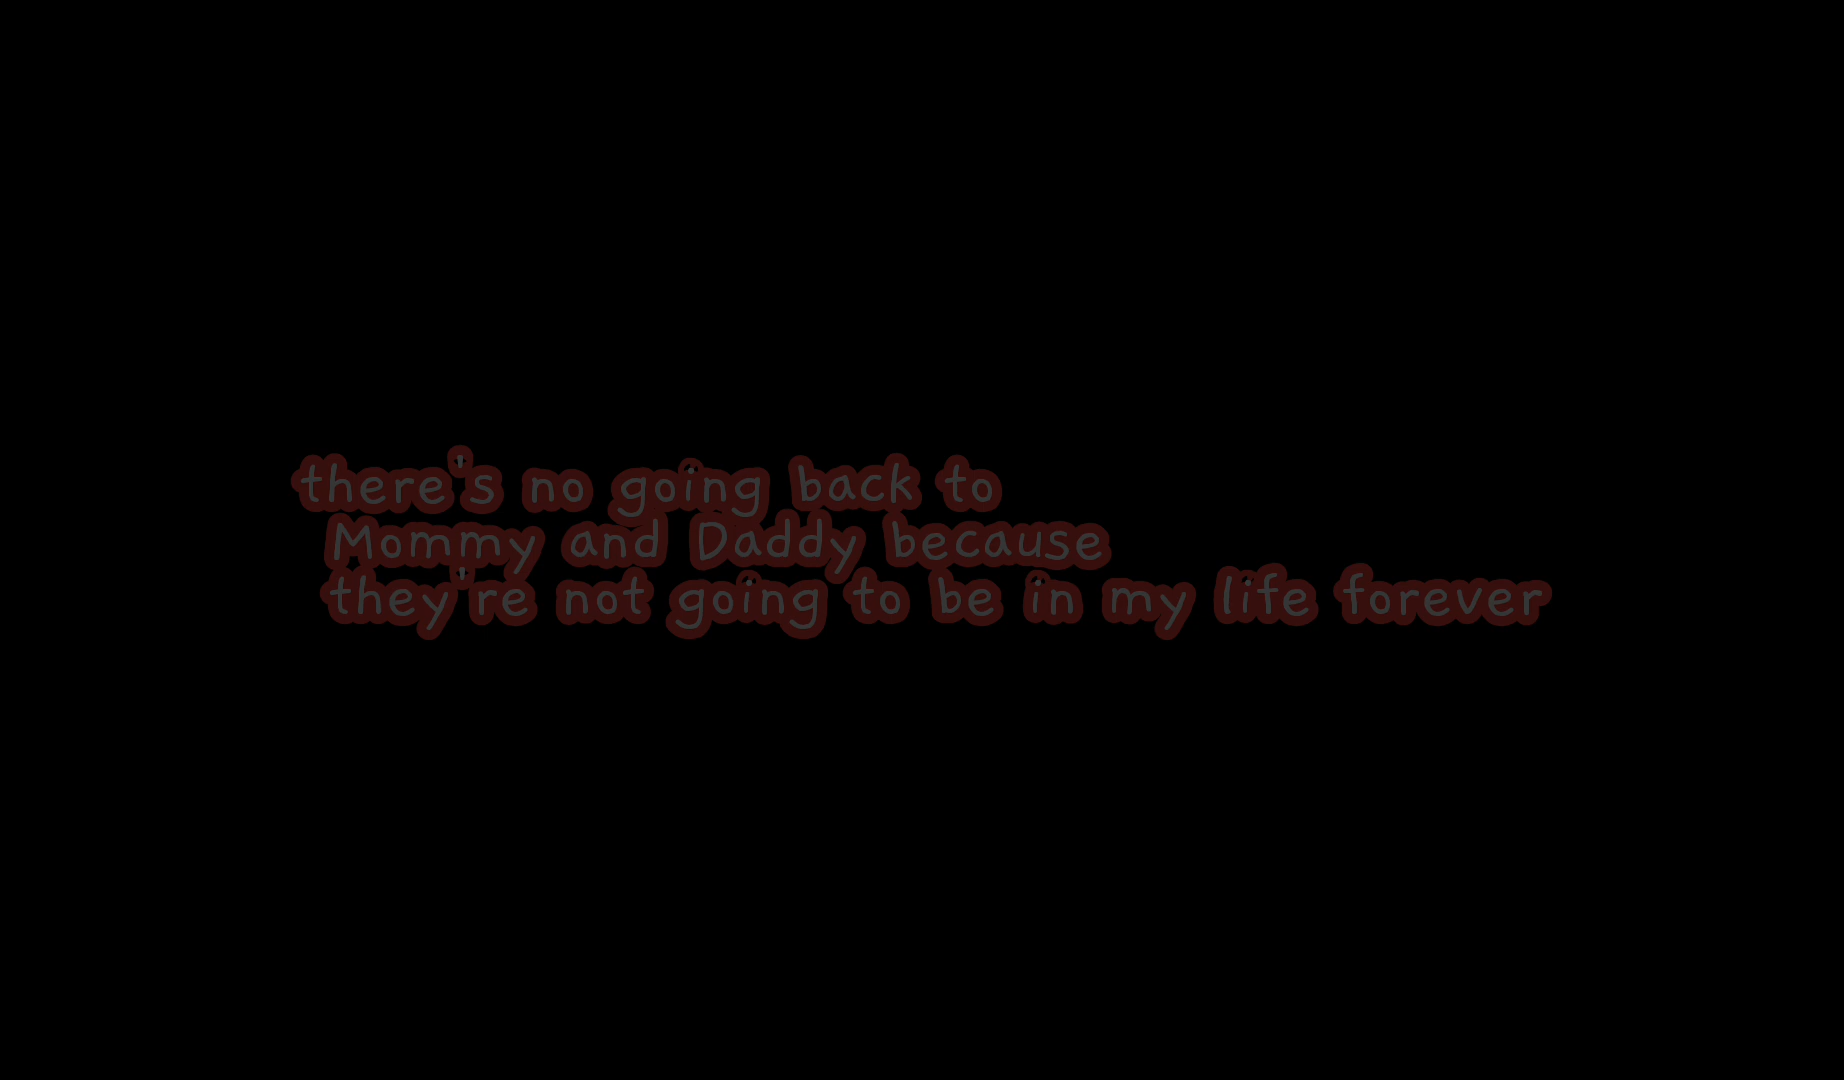 there's no going back to
Mommy and Daddy because
they're not going to be in my life forever